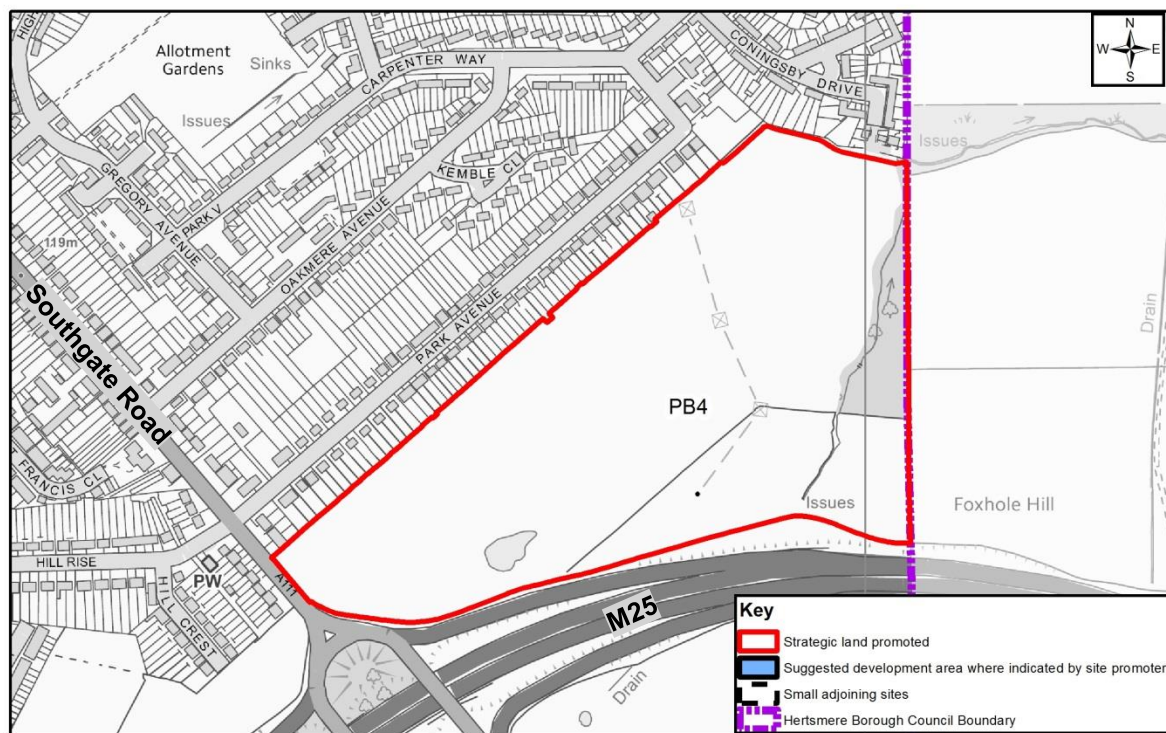 HIGH
Allotment
Gardens
Sinks
Issues
CARPENTER WAY
CONINGSBY DRIVE
N
W E
S
Issues
GREGORY AVENUE
PARK V
KEMBLE CL
119m
OAKMERE AVENUE
Southgate Road
PARK AVENUE
Drain
PB4
FRANCIS CL
Issues
Foxhole Hill
HILL RISE
PW
A111
HILL CREST
M25
Drain
Key
Strategic land promoted
Suggested development area where indicated by site promoter
Small adjoining sites
Hertsmere Borough Council Boundary